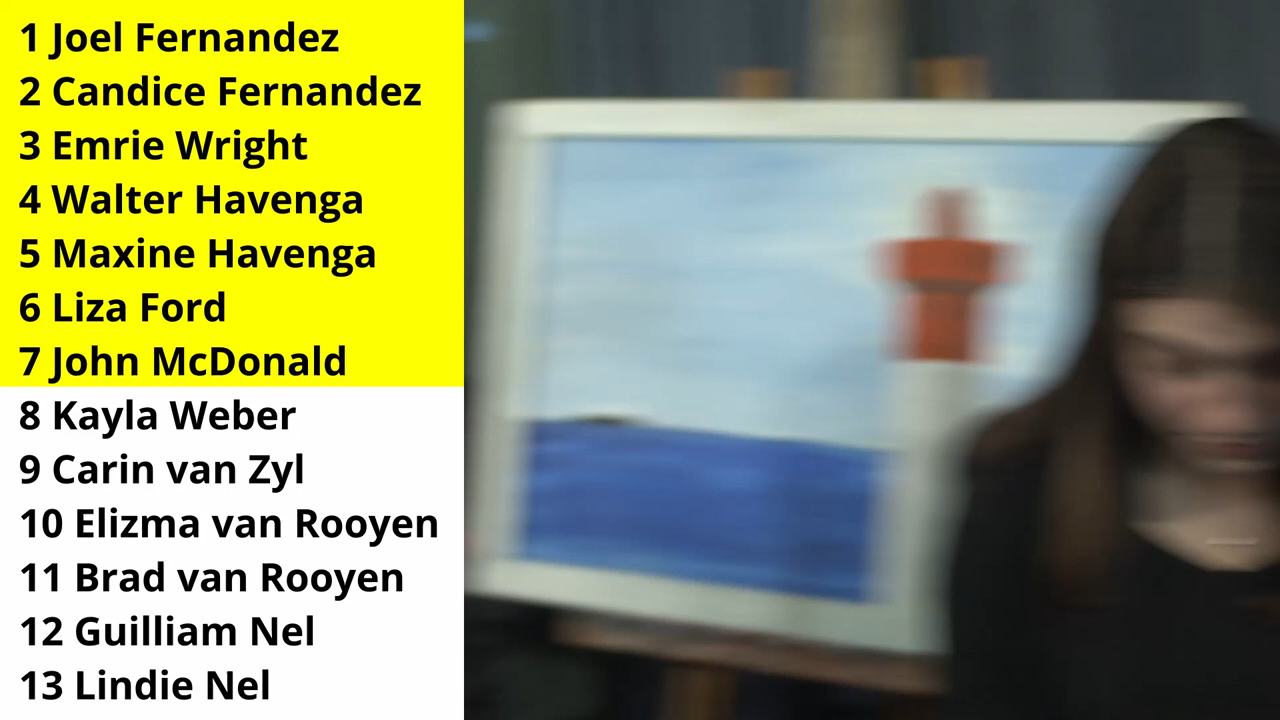 1 Joel Fernandez
2 Candice Fernandez
3 Emrie Wright
4 Walter Havenga
5 Maxine Havenga
6 Liza Ford
7 John McDonald
8 Kayla Weber
9 Carin van Zyl
10 Elizma van Rooyen
11 Brad van Rooyen
12 Guilliam Nel
13 Lindie Nel